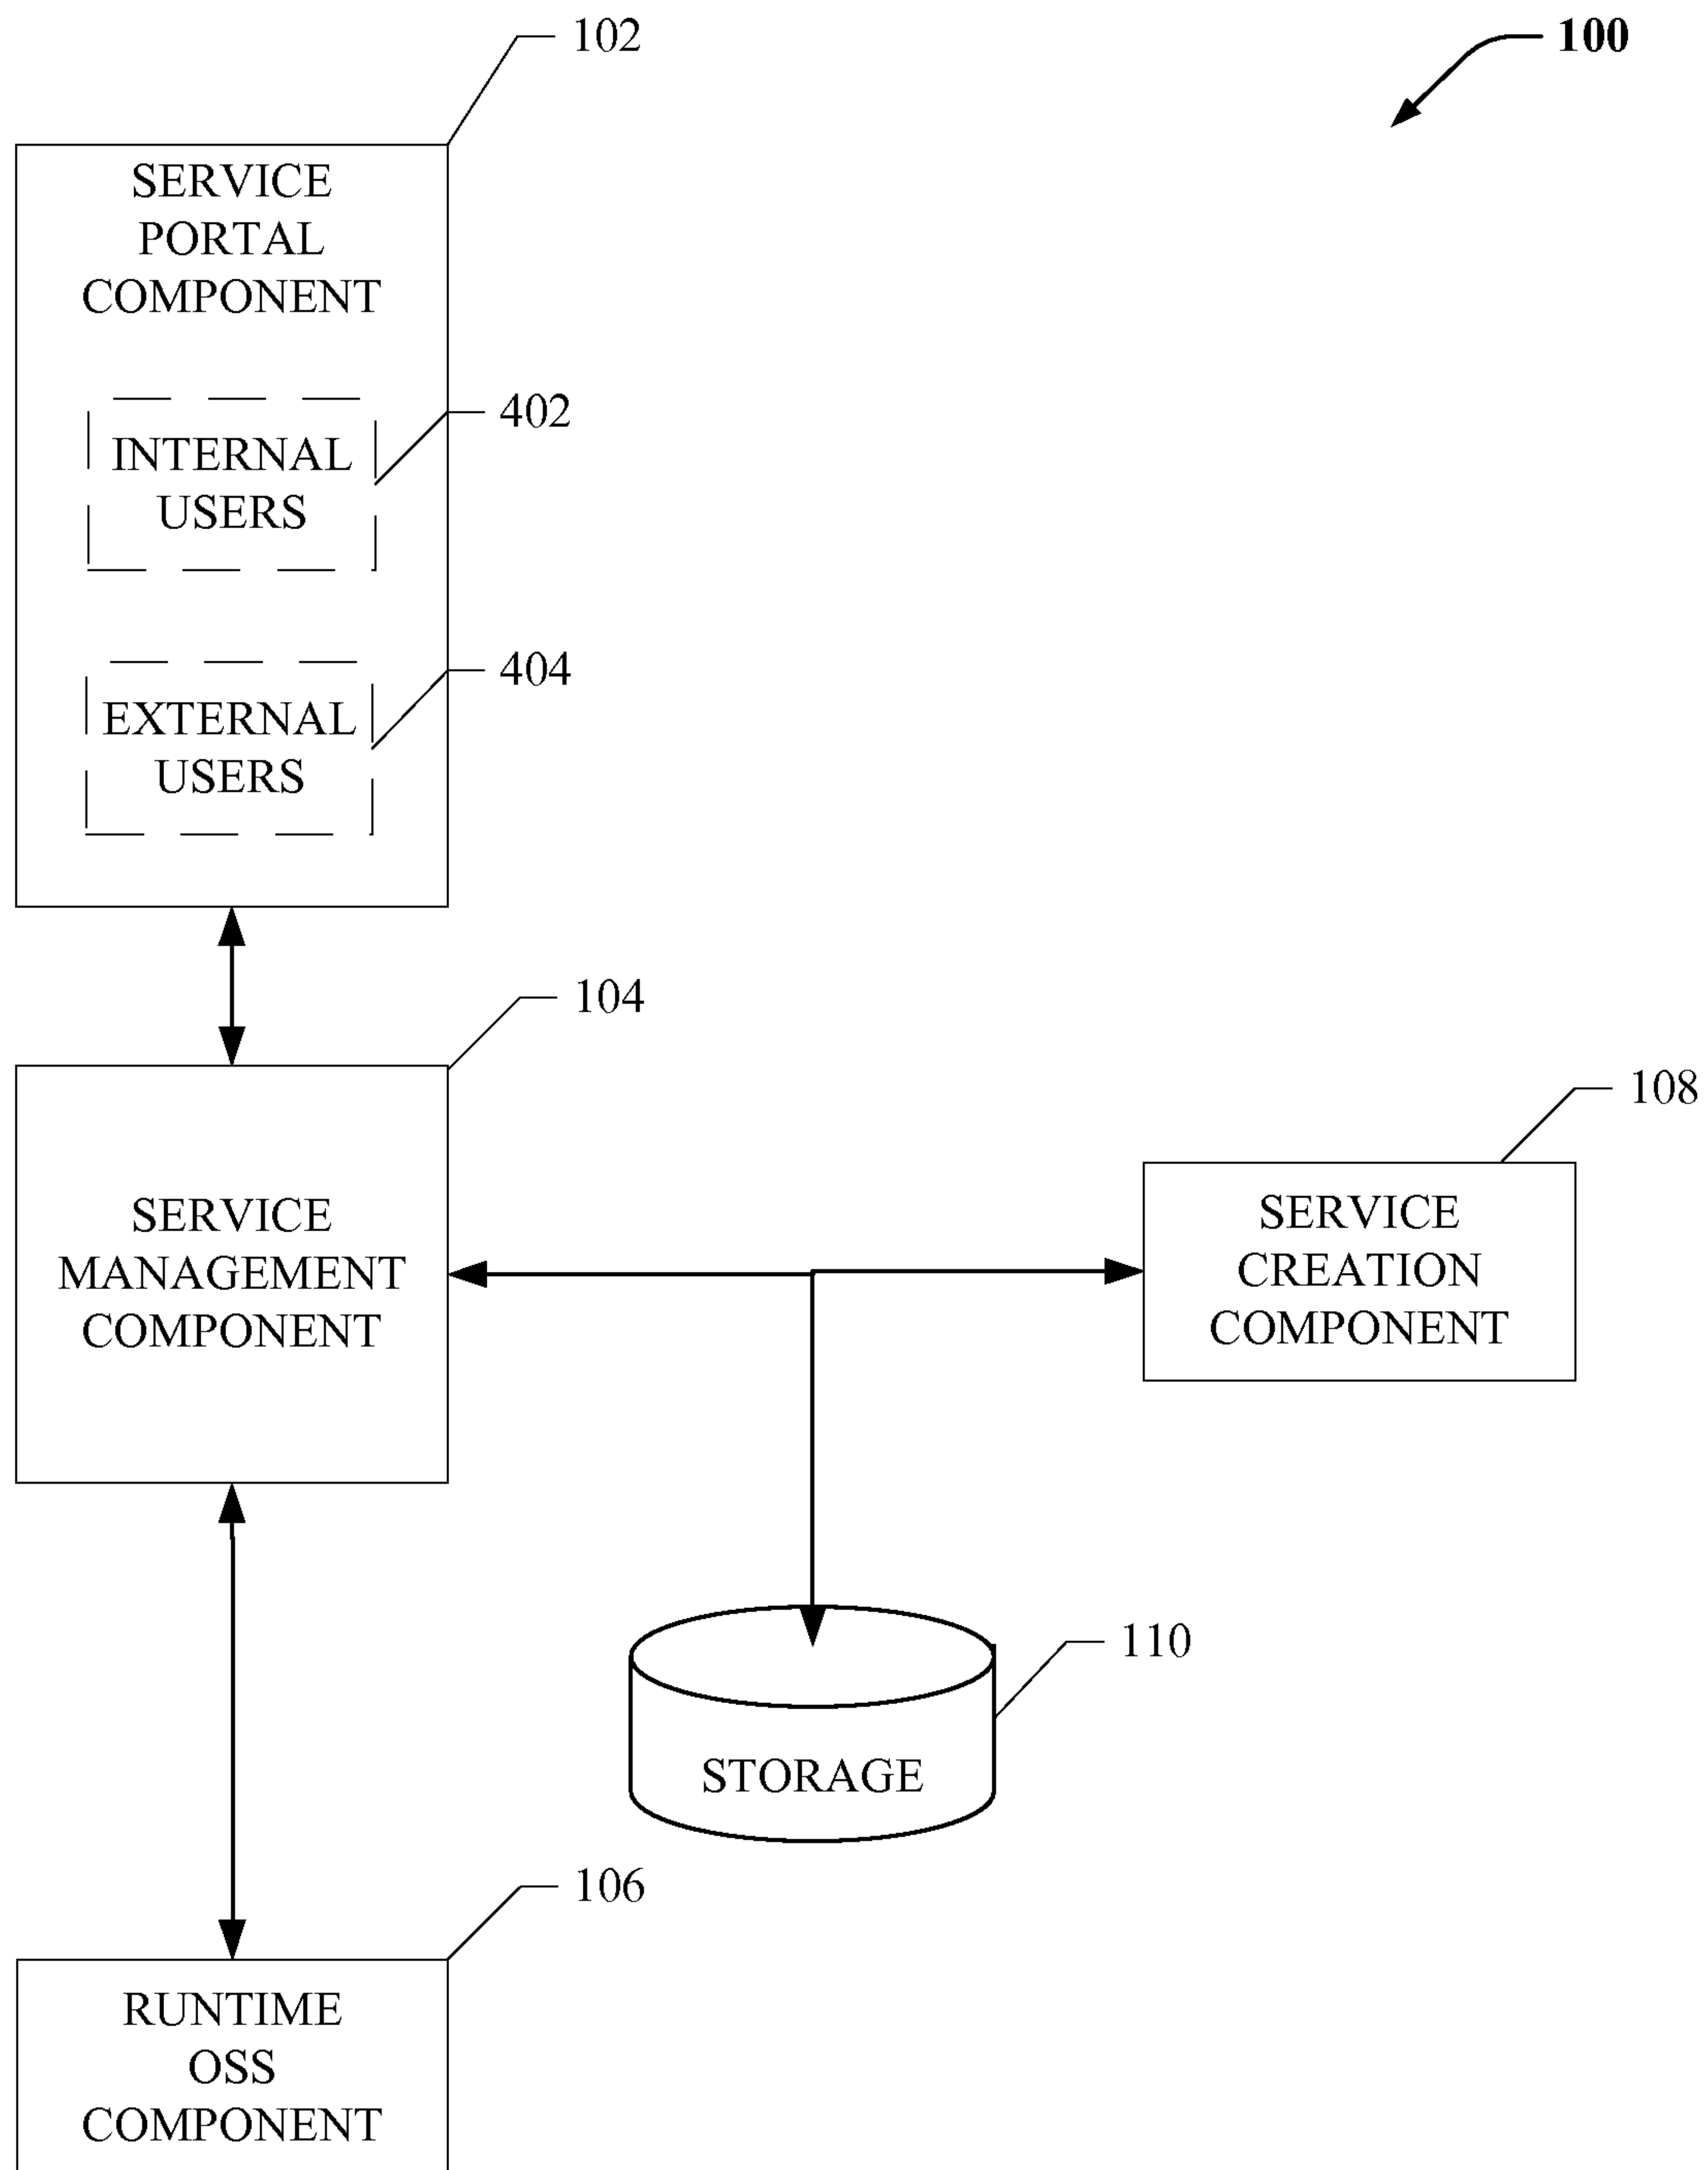 102
100
SERVICE
PORTAL
COMPONENT
402
INTERNAL
USERS
404
EXTERNAL
USERS
104
108
SERVICE
MANAGEMENT
COMPONENT
SERVICE
CREATION
COMPONENT
110
STORAGE
106
RUNTIME
OSS
COMPONENT